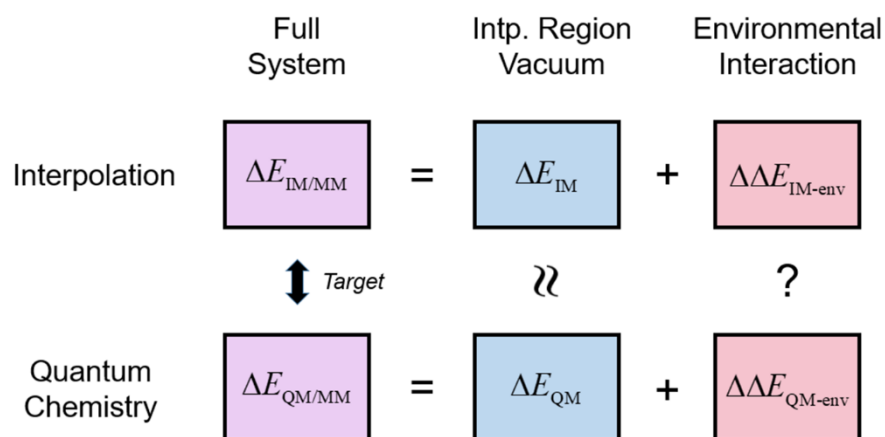 Full
System
Intp. Region
Vacuum
Environmental
Interaction
Interpolation
ΔE_IM/MM = ΔE_IM + ΔΔE_IM-env
Target
≈
?
Quantum
Chemistry
ΔE_QM/MM = ΔE_QM + ΔΔE_QM-env